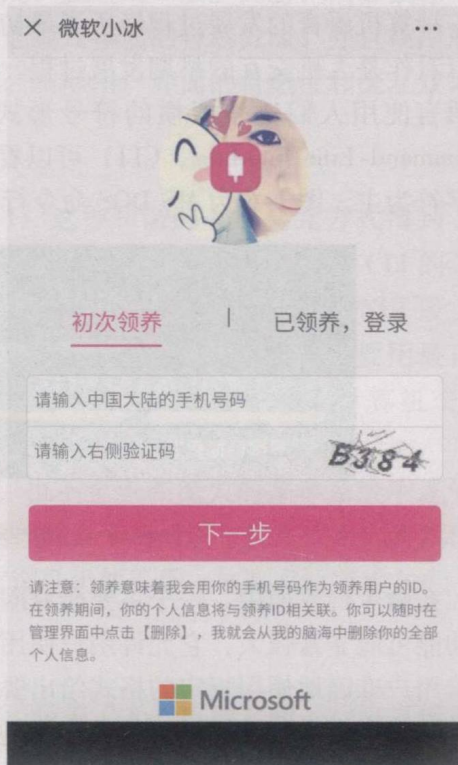 微软小冰
初次领养 | 已领养，登录
请输入中国大陆的手机号码
请输入右侧验证码 B384
下一步
请注意：领养意味着我会用你的手机号码作为领养用户的ID。
在领养期间，你的个人信息将与领养ID相关联。你可以随时在
管理界面中点击【删除】，我就会从我的脑海中删除你的全部
个人信息。
Microsoft